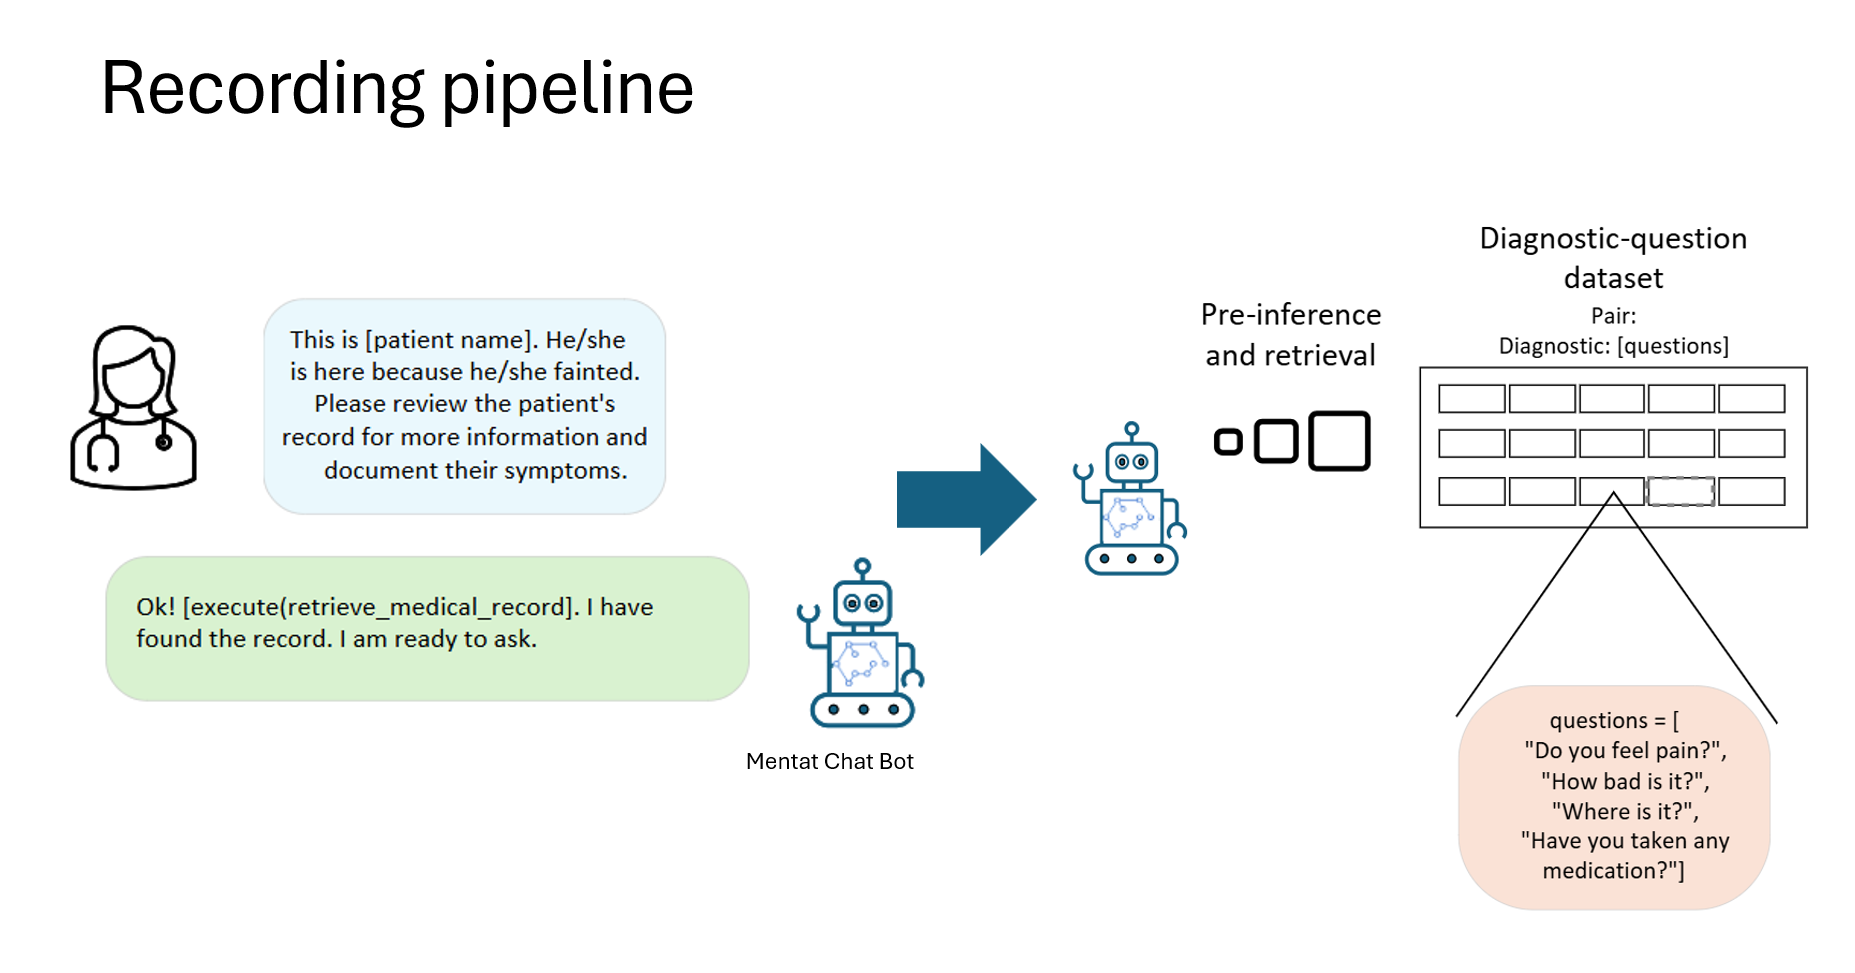 Recording pipeline
This is [patient name]. He/she
is here because he/she fainted.
Please review the patient's
record for more information and
document their symptoms.
Ok! [execute(retrieve_medical_record]. I have
found the record. I am ready to ask.
Mentat Chat Bot
Pre-inference
and retrieval
Diagnostic-question
dataset
Pair:
Diagnostic: [questions]
questions = [
"Do you feel pain?",
"How bad is it?",
"Where is it?",
"Have you taken any
medication?"]